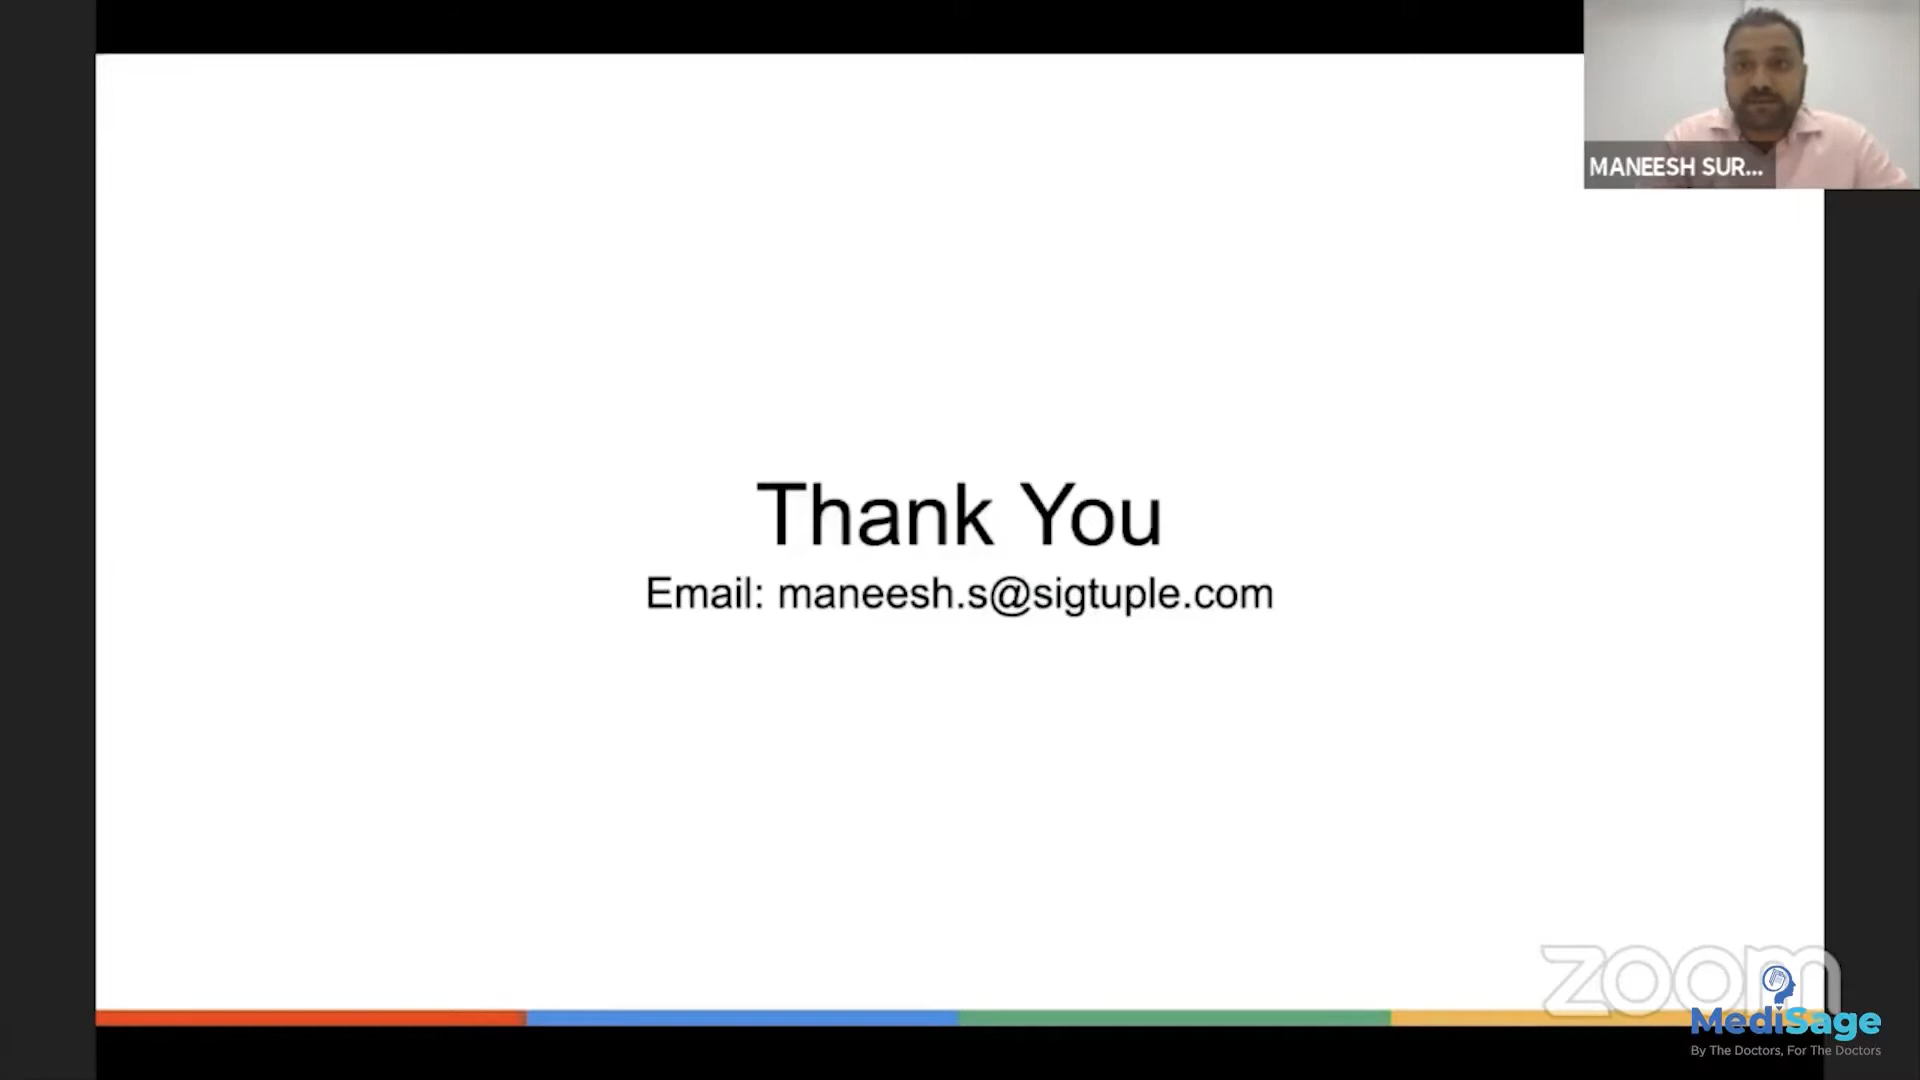 MANEESH SUR...
Thank You
Email: maneesh.s@sigtuple.com
zoom
MediSage
By The Doctors, For The Doctors